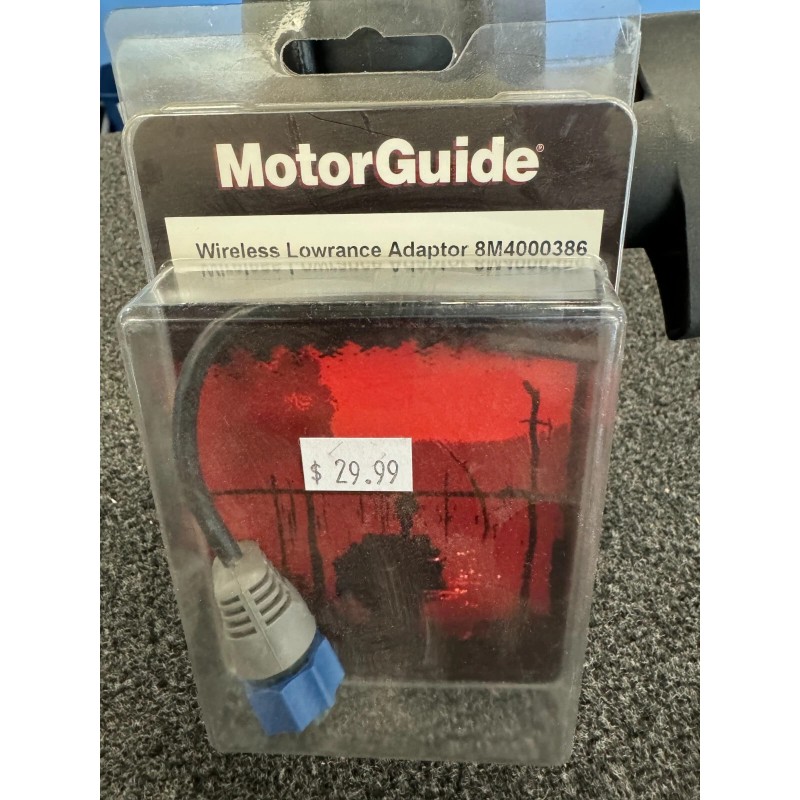 MotorGuide®
Wireless Lowrance Adaptor 8M4000386
$ 29.99